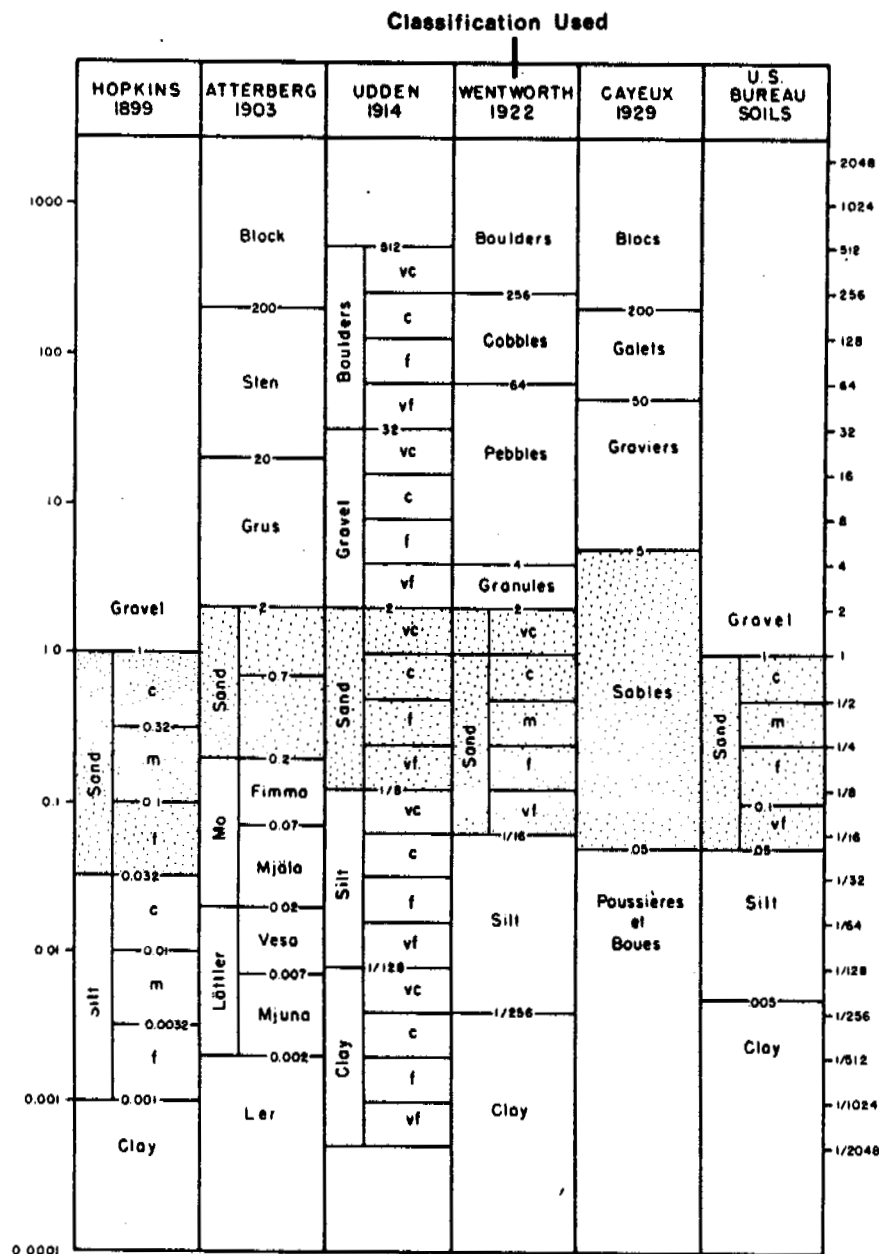 Classification Used
HOPKINS
1899
ATTERBERG
1903
UDDEN
1914
WENTWORTH
1922
CAYEUX
1929
U.S.
BUREAU
SOILS
1000
100
10
1.0
0.1
0.01
0.001
0.0001
Gravel
1
Sand
c
0.32
m
0.1
f
0.032
Silt
c
0.01
m
0.0032
f
0.001
Clay
Block
200
Sten
20
Grus
2
Sand
0.7
0.2
Mo
Fimma
0.07
Mjäla
0.02
Lättler
Vesa
0.007
Mjuna
0.002
Ler
512
Boulders
vc
c
f
vf
32
Gravel
vc
c
f
vf
2
Sand
vc
c
f
vf
1/8
Silt
vc
c
f
vf
1/128
Clay
vc
c
f
vf
Boulders
256
Cobbles
64
Pebbles
4
Granules
2
Sand
vc
c
m
f
vf
1/16
Silt
1/256
Clay
Blocs
200
Galets
50
Graviers
5
Sables
.05
Poussières
et
Boues
Gravel
1
Sand
c
m
f
0.1
vf
.05
Silt
.005
Clay
2048
1024
512
256
128
64
32
16
8
4
2
1
1/2
1/4
1/8
1/16
1/32
1/64
1/128
1/256
1/512
1/1024
1/2048